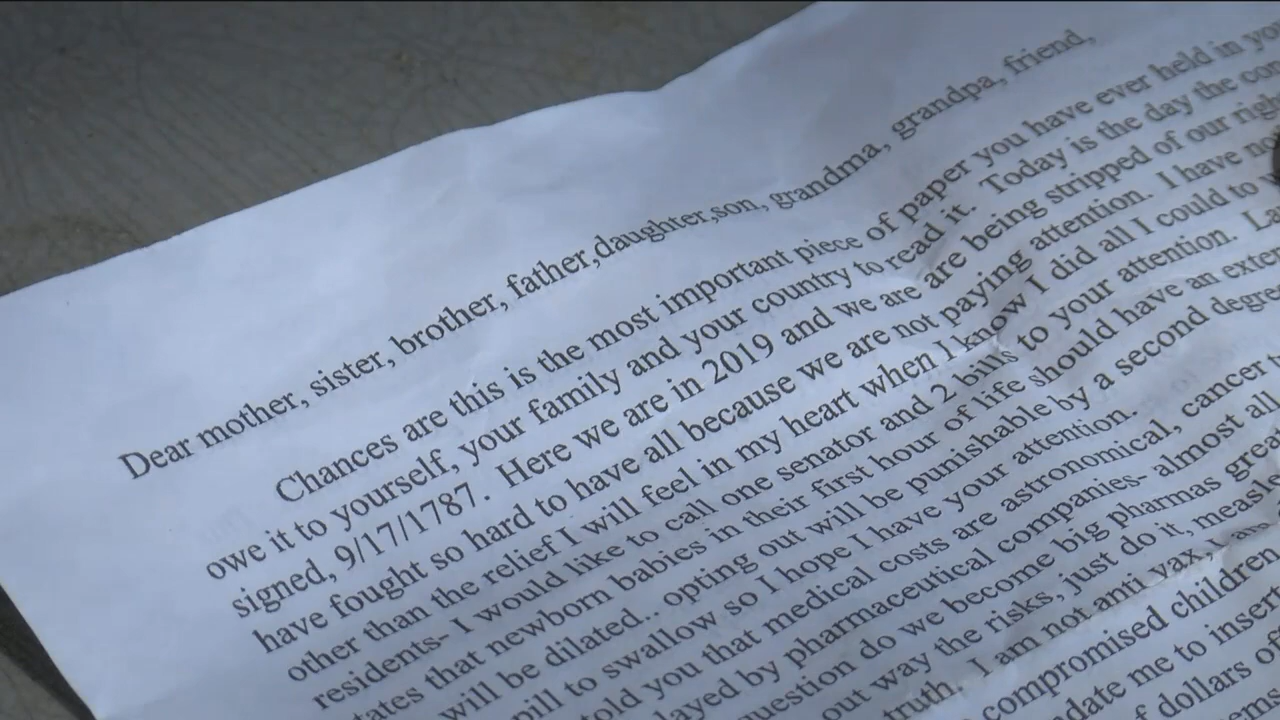 Dear mother, sister, brother, father,daughter,son, grandma, grandpa, friend,
Chances are this is the most important piece of paper you have ever held in yo
owe it to yourself, your family and your country to read it. Today is the day the con
signed, 9/17/1787. Here we are in 2019 and we are are being stripped of our righ
have fought so hard to have all because we are not paying attention. I have no
other than the relief I will feel in my heart when I know I did all I could to
residents- I would like to call one senator and 2 bills to your attention. La
tates that newborn babies in their first hour of life should have an exten
will be dilated.. opting out will be punishable by a second degre
pill to swallow so I hope I have your attention.
told you that medical costs are astronomical, cancer t
layed by pharmaceutical companies- almost all
uestion do we become big pharmas grea
out way the risks, just do it, measle
truth. I am not anti vax, I
compromised children
ndate me to insert
f dollars of
ems